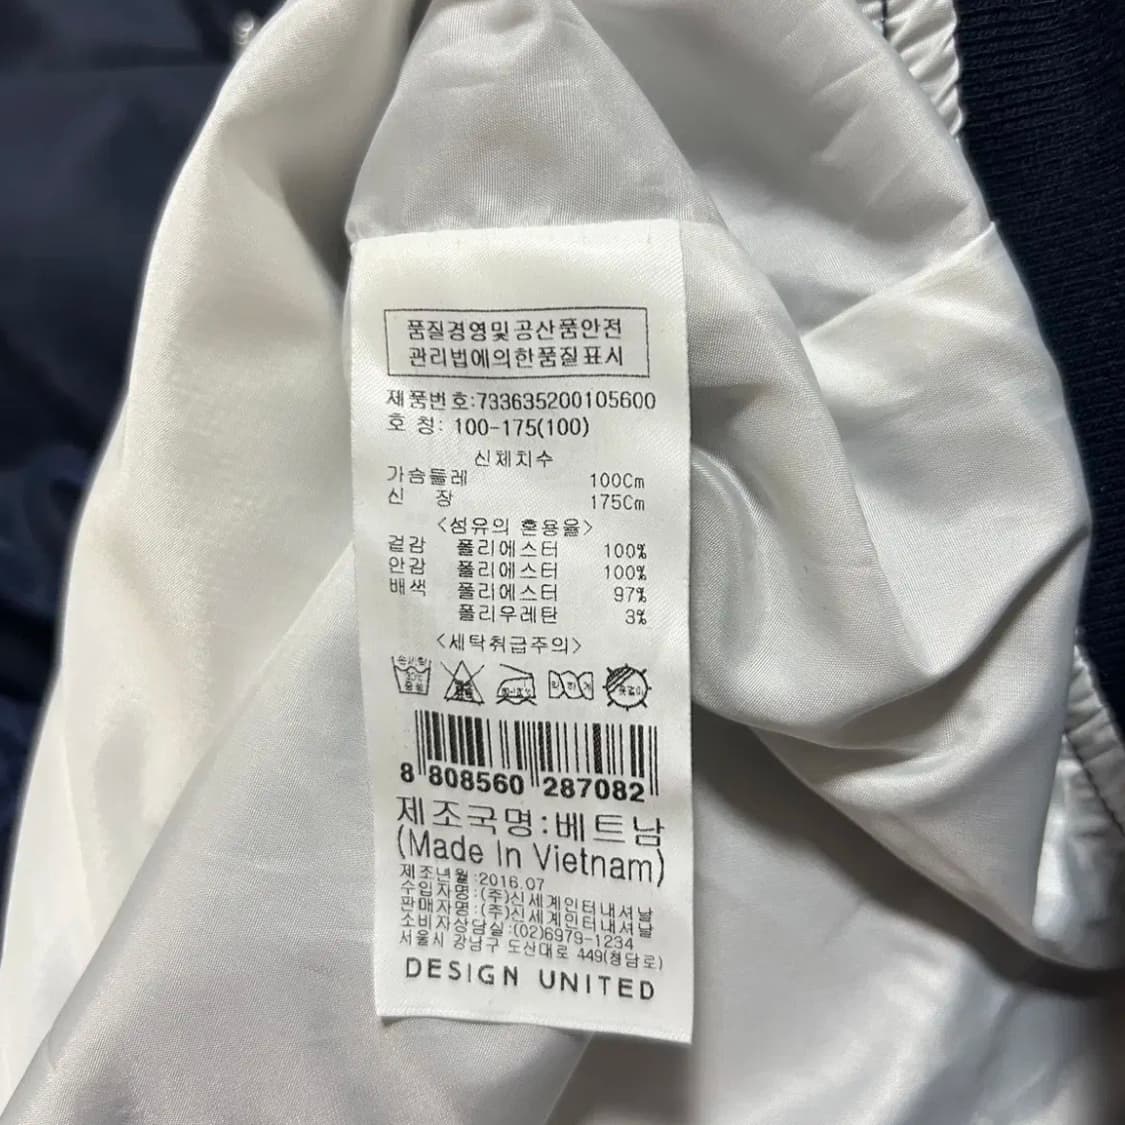 품질경영및공산품안전
관리법에의한품질표시
제품번호:733635200105600
호 칭: 100-175(100)
신체치수
가슴둘레 100Cm
신 장 175Cm
<섬유의 혼용율>
겉감 폴리에스터 100%
안감 폴리에스터 100%
배색 폴리에스터 97%
폴리우레탄 3%
<세탁취급주의>
약하게
8 808560 287082
제조국명:베트남
(Made In Vietnam)
제조년월:2016.07
수입자명:(주)신세계인터내셔날
판매자명:(주)신세계인터내셔날
소비자상담실:(02)6979-1234
서울시 강남구 도산대로 449(청담로)
DESIGN UNITED